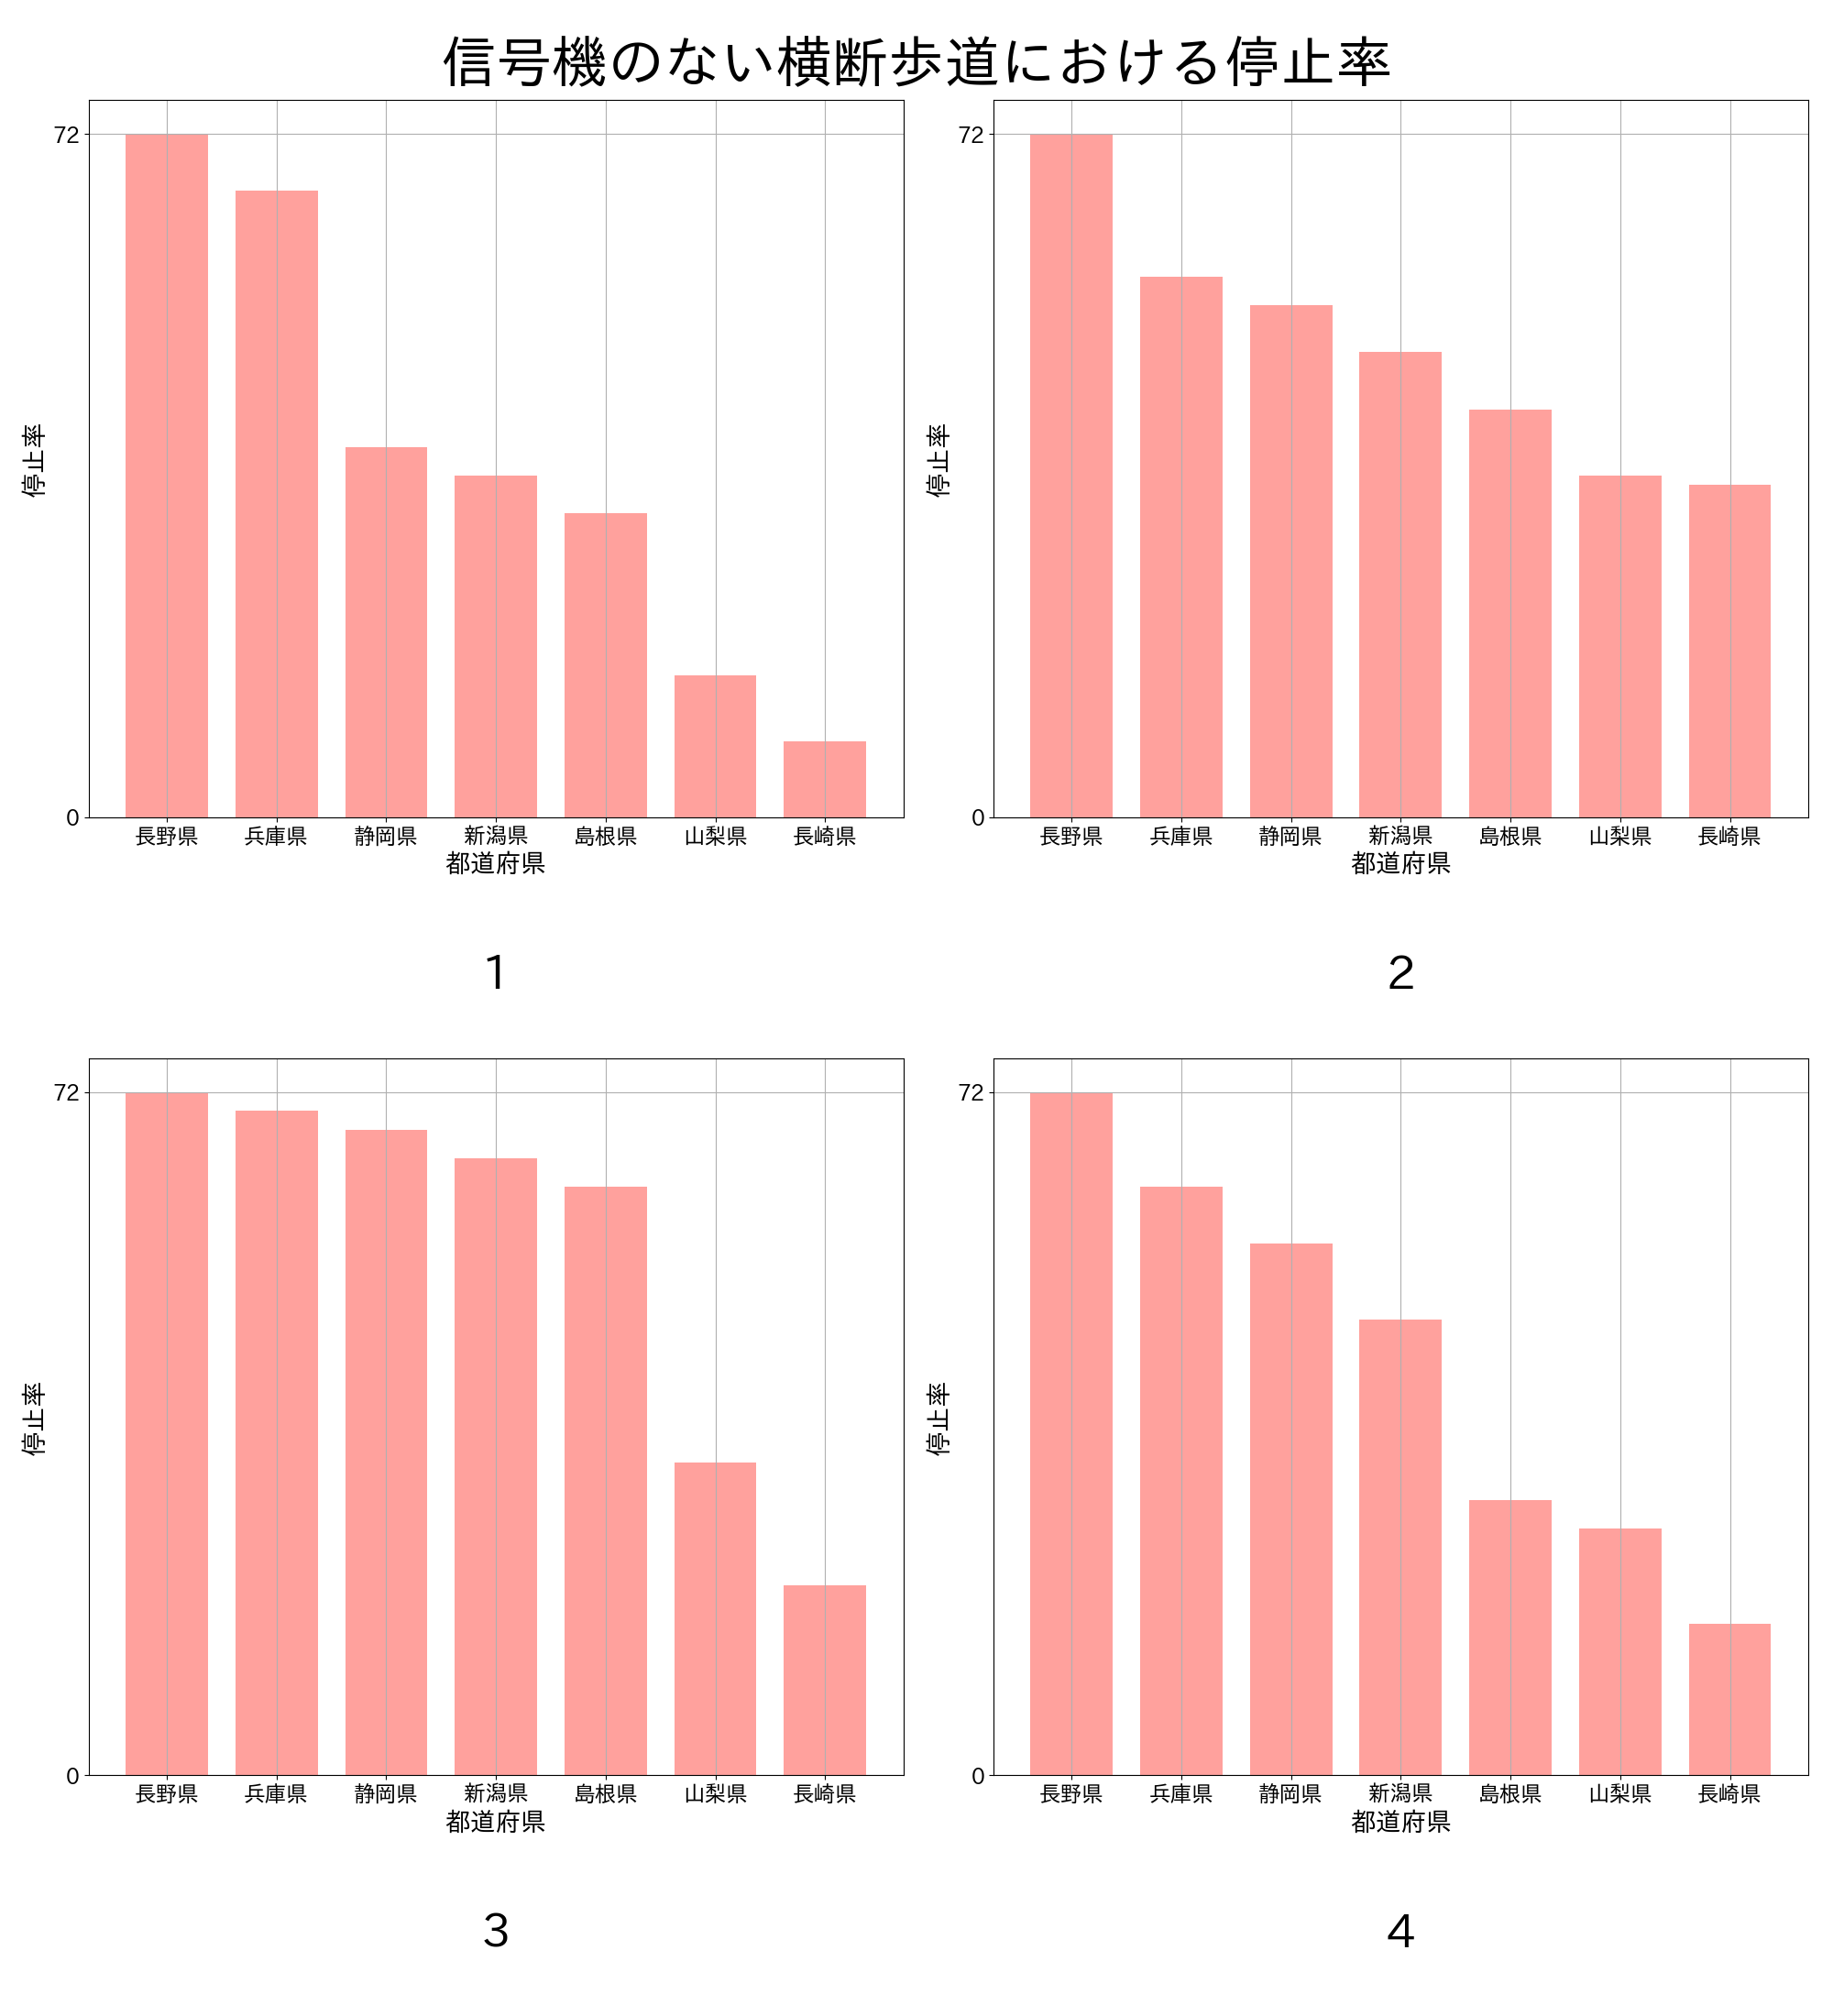 信号機のない横断歩道における停止率
72
0
停止率
長野県 兵庫県 静岡県 新潟県 島根県 山梨県 長崎県
都道府県
1
72
0
停止率
長野県 兵庫県 静岡県 新潟県 島根県 山梨県 長崎県
都道府県
2
72
0
停止率
長野県 兵庫県 静岡県 新潟県 島根県 山梨県 長崎県
都道府県
3
72
0
停止率
長野県 兵庫県 静岡県 新潟県 島根県 山梨県 長崎県
都道府県
4